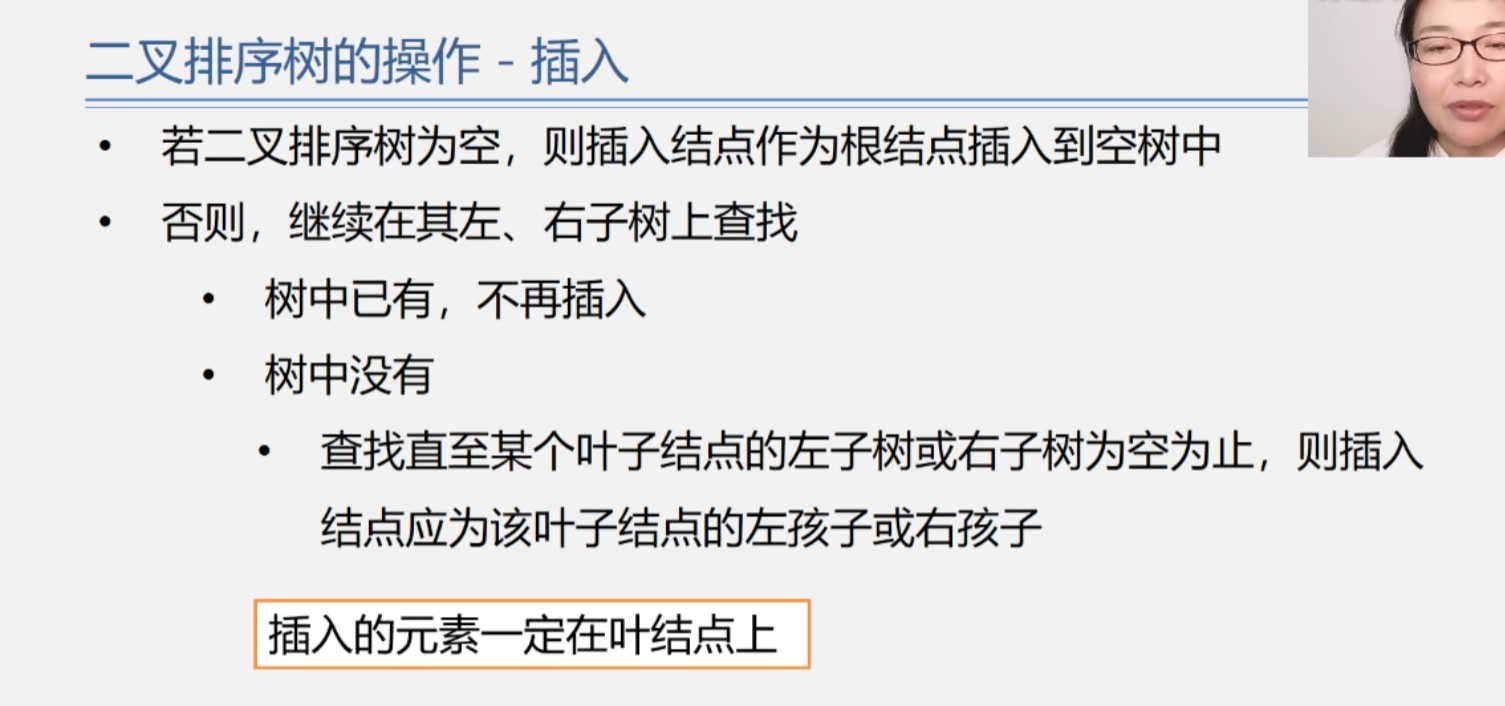 二叉排序树的操作 - 插入
• 若二叉排序树为空，则插入结点作为根结点插入到空树中
• 否则，继续在其左、右子树上查找
• 树中已有，不再插入
• 树中没有
• 查找直至某个叶子结点的左子树或右子树为空为止，则插入
结点应为该叶子结点的左孩子或右孩子
插入的元素一定在叶结点上